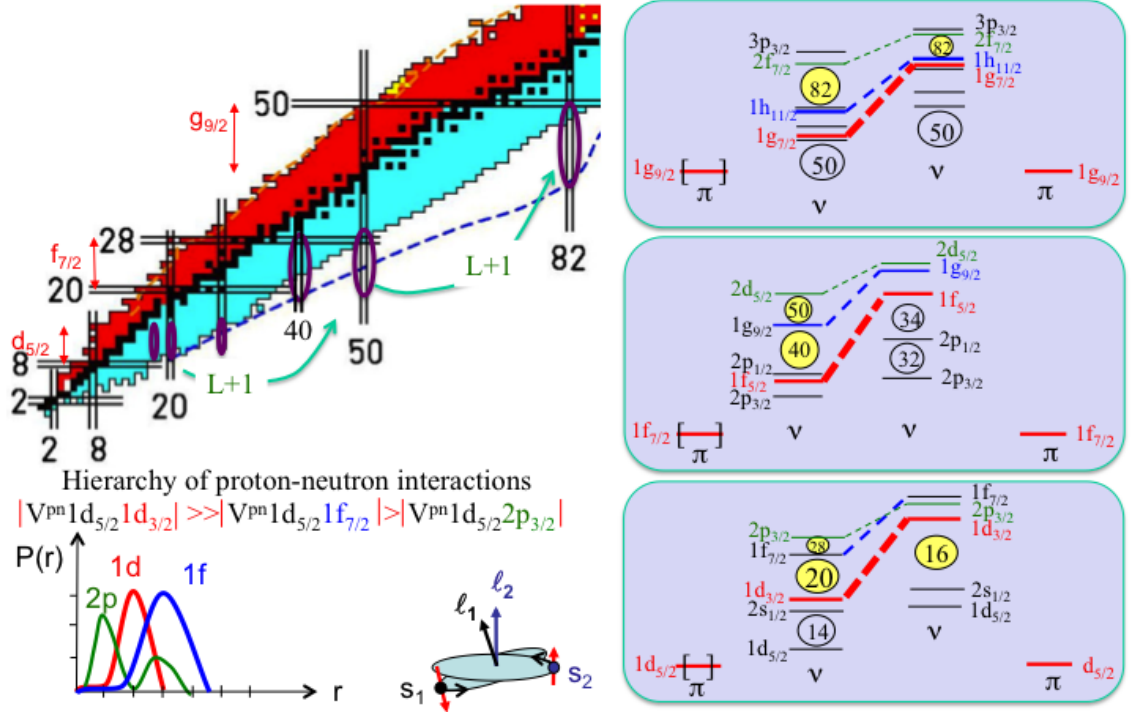 50
g9/2
28
f7/2
20
d5/2
8
2
2
8
20
40
50
82
L+1
L+1
Hierarchy of proton-neutron interactions
|Vpn1d5/21d3/2| >>|Vpn1d5/21f7/2|>|Vpn1d5/22p3/2|
P(r)
2p
1d
1f
r
ℓ1
ℓ2
s1
s2
3p3/2
2f7/2
82
1h11/2
1g7/2
50
ν
1g9/2
[ ]
π
3p3/2
2f7/2
82
1h11/2
1g7/2
50
ν
1g9/2
π
2d5/2
50
1g9/2
40
2p1/2
1f5/2
2p3/2
ν
1f7/2
[ ]
π
2d5/2
1g9/2
1f5/2
34
2p1/2
32
2p3/2
ν
1f7/2
π
2p3/2
28
1f7/2
20
1d3/2
2s1/2
14
1d5/2
ν
1d5/2
[ ]
π
1f7/2
2p3/2
1d3/2
16
2s1/2
1d5/2
ν
d5/2
π